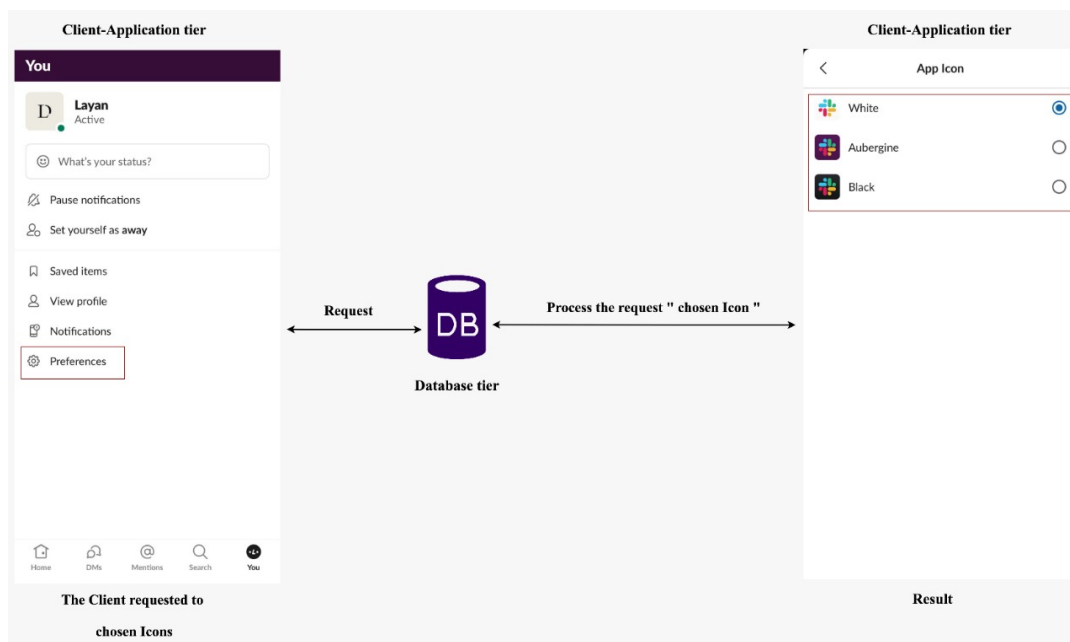 Client-Application tier
You
D
Layan
Active
What's your status?
Pause notifications
Set yourself as away
Saved items
View profile
Notifications
Preferences
Home DMs Mentions Search You
The Client requested to
chosen Icons
Request
DB
Database tier
Process the request " chosen Icon "
Client-Application tier
App Icon
White
Aubergine
Black
Result